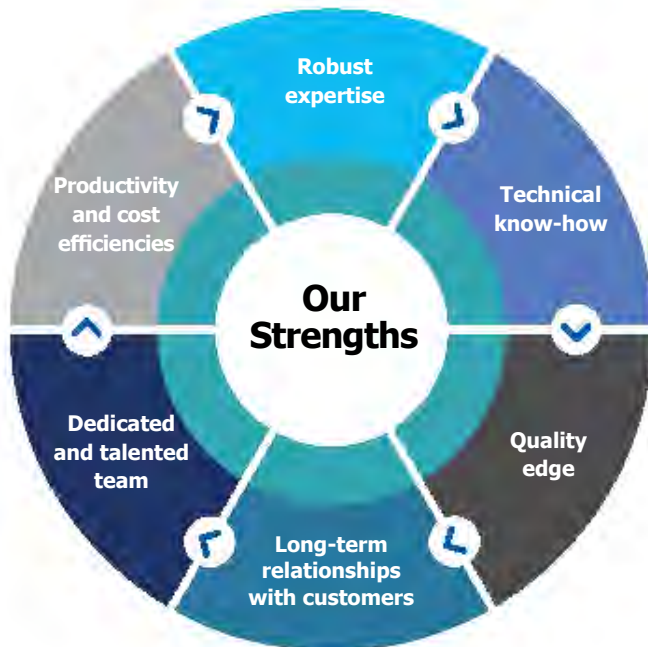 Robust
expertise
Technical
know-how
Quality
edge
Long-term
relationships
with customers
Dedicated
and talented
team
Productivity
and cost
efficiencies
Our
Strengths